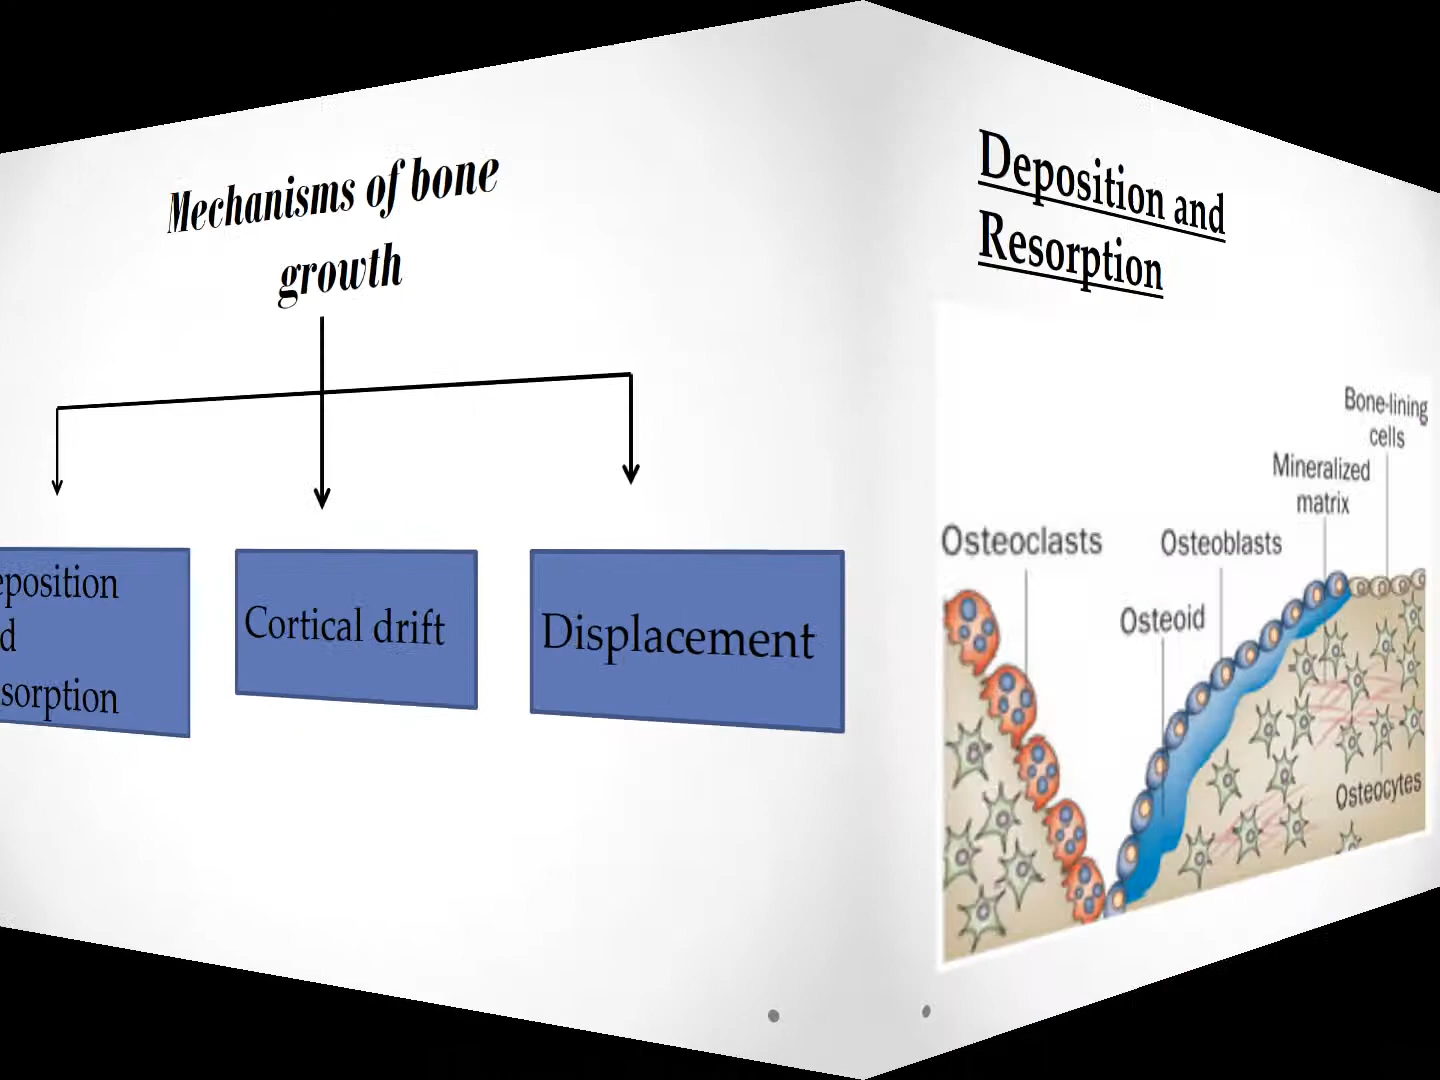 Mechanisms of bone
growth
eposition
d
sorption
Cortical drift
Displacement
Deposition and
Resorption
Bone-lining
cells
Mineralized
matrix
Osteoclasts
Osteoblasts
Osteoid
Osteocytes